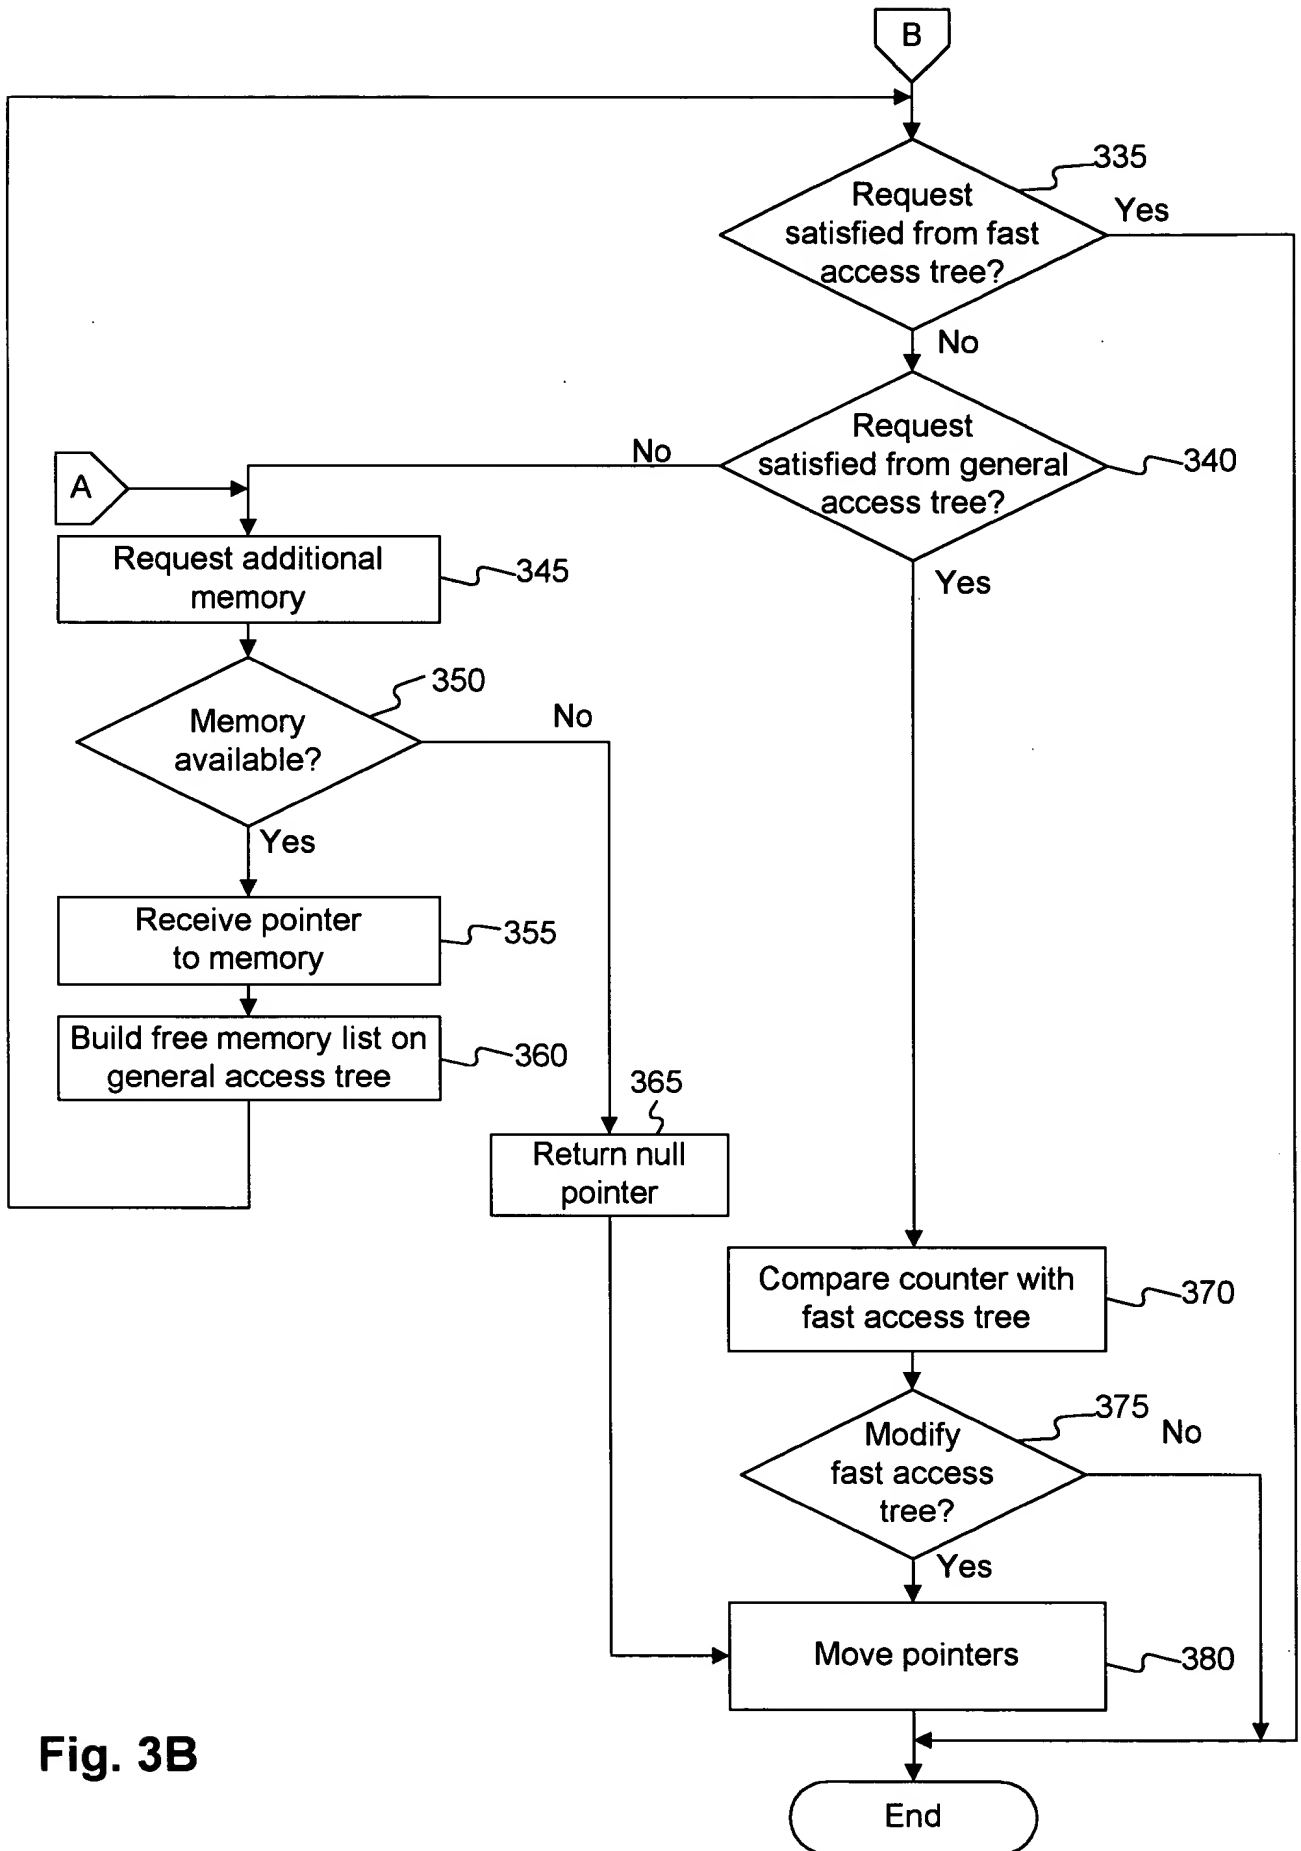 B
335
Request
satisfied from fast
access tree?
Yes
No
Request
satisfied from general
access tree?
340
No
A
Request additional
memory
345
Yes
350
Memory
available?
No
Yes
Receive pointer
to memory
355
Build free memory list on
general access tree
360
365
Return null
pointer
Compare counter with
fast access tree
370
375
Modify
fast access
tree?
No
Yes
Move pointers
380
Fig. 3B
End